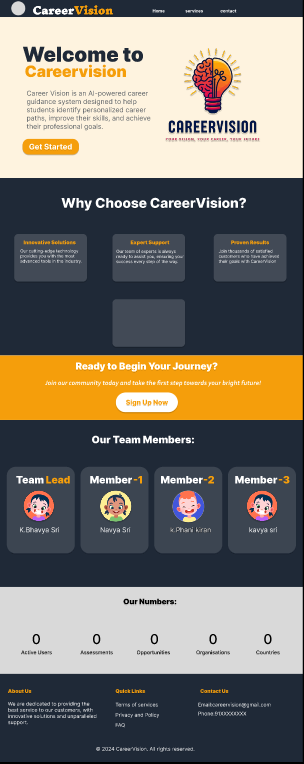 CareerVision
Home services contact
Welcome to
Careervision
Career Vision is an AI-powered career
guidance system designed to help
students identify personalized career
paths, improve their skills, and achieve
their professional goals.
Get Started
CAREERVISION
YOUR VISION, YOUR CAREER, YOUR FUTURE
Why Choose CareerVision?
Innovative Solutions
Our cutting-edge technology
provides you with the most
advanced tools in the industry.
Expert Support
Our team of experts is always
ready to assist you, ensuring your
success every step of the way.
Proven Results
Join thousands of satisfied
customers who have achieved
their goals with CareerVision
Ready to Begin Your Journey?
Join our community today and take the first step towards your bright future!
Sign Up Now
Our Team Members:
Team Lead
K.Bhavya Sri
Member-1
Navya Sri
Member-2
k.Phani kiran
Member-3
kavya sri
Our Numbers:
0 0 0 0 0
Active Users Assessments Opportunities Organisations Countries
About Us
We are dedicated to providing the
best service to our customers, with
innovative solutions and unparalleled
support.
Quick Links
Terms of services
Privacy and Policy
FAQ
Contact Us
Email:careervision@gmail.com
Phone:91XXXXXXXX
© 2024 CareerVision. All rights reserved.